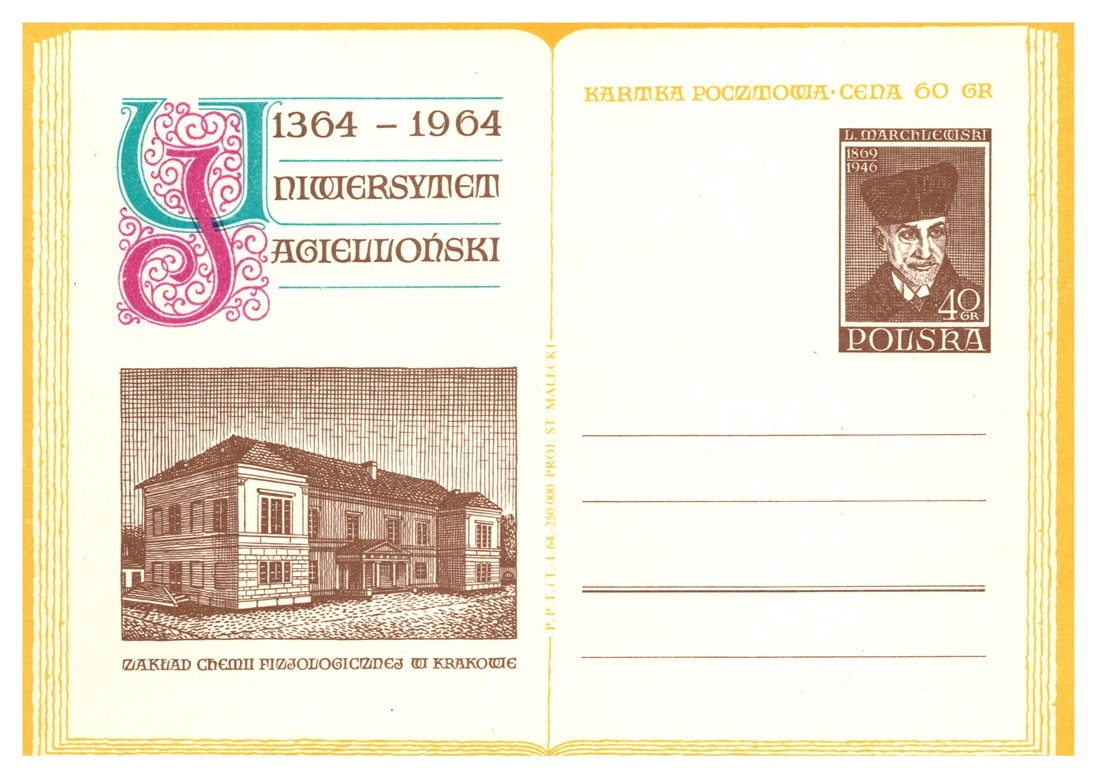 1364 – 1964
UNIWERSYTET
JAGIELLOŃSKI
ZAKŁAD CHEMII FIZJOLOGICZNEJ W KRAKOWIE
P. P. T. i T. -I. 64.-250.000 PROJ. ST. MAŁECKI
KARTKA POCZTOWA · CENA 60 GR
L. MARCHLEWSKI
1869
1946
40
GR
POLSKA